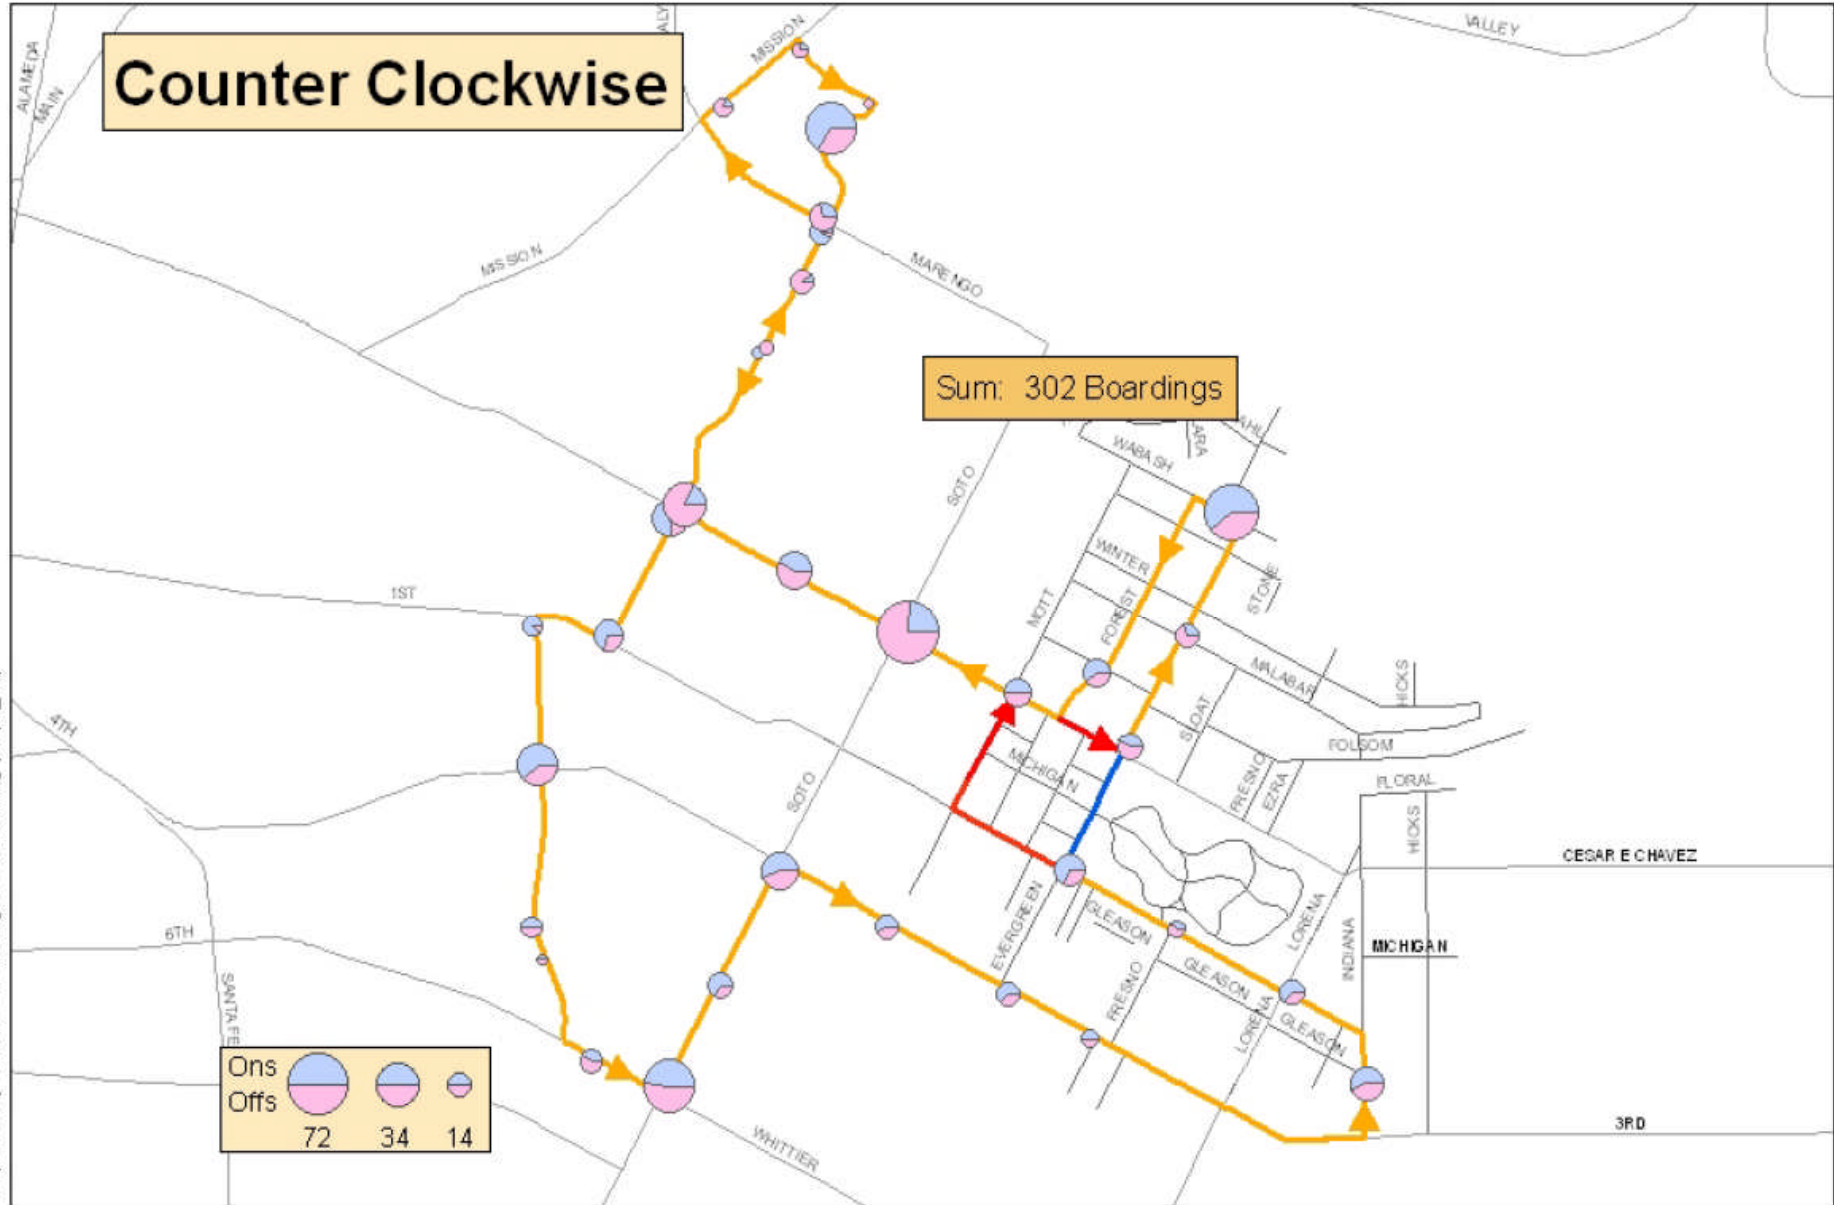 Counter Clockwise
ALAMEDA
MAIN
MISSION
VALLEY
MISSION
MARENGO
Sum: 302 Boardings
WABASH
SOTO
WINTER
STONE
MOTT
FOREST
1ST
MALABAR
HICKS
SLOAT
FOLSOM
4TH
MICHIGAN
FRESNO
EZRA
FLORAL
SOTO
HICKS
CESAR E CHAVEZ
EVERGREEN
GLEASON
LORENA
INDIANA
MICHIGAN
6TH
GLEASON
FRESNO
SANTA FE
LORENA
GLEASON
Ons
Offs
72 34 14
WHITTIER
3RD